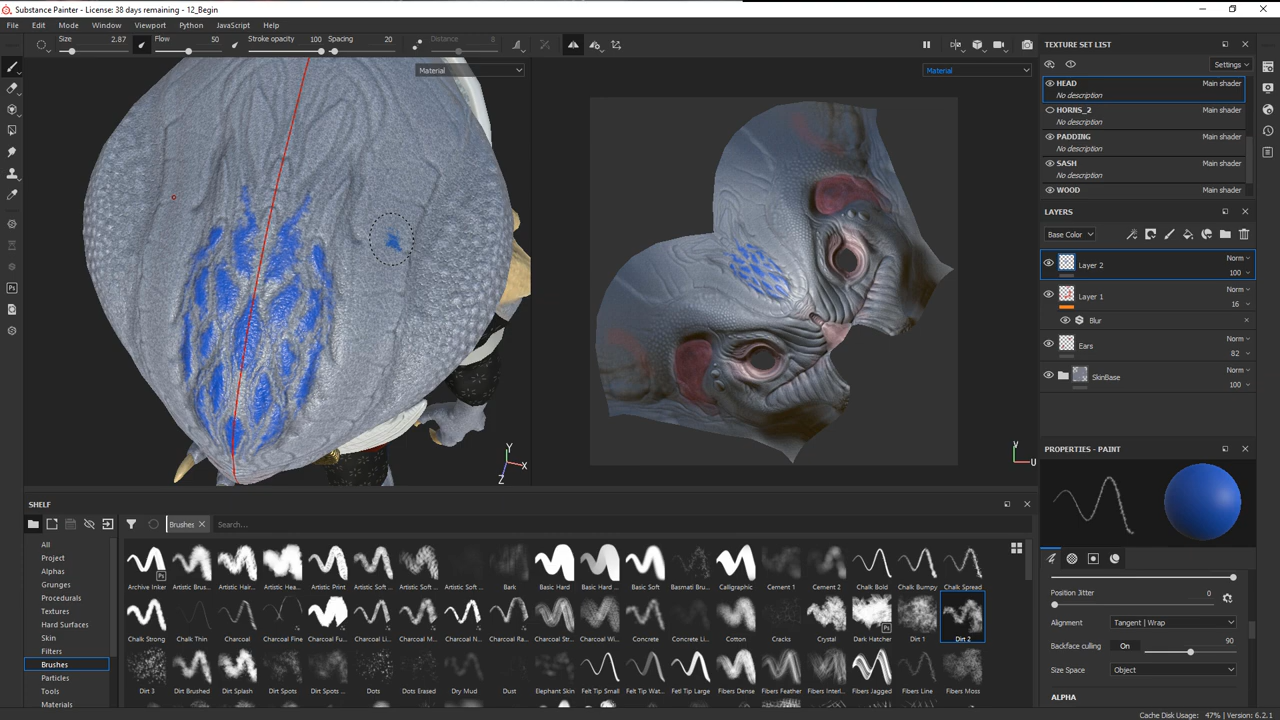 Substance Painter - License: 38 days remaining - 12_Begin
File Edit Mode Window Viewport Python JavaScript Help
Size 2.87 Flow 50 Stroke opacity 100 Spacing 20 Distance 8
Material
Material
TEXTURE SET LIST
Settings
HEAD Main shader
No description
HORNS_2 Main shader
No description
PADDING Main shader
No description
SASH Main shader
No description
WOOD Main shader
LAYERS
Base Color
Layer 2 Norm
100
Layer 1 Norm
16
Blur
Ears Norm
82
SkinBase Norm
100
Y
X
Z
V
U
PROPERTIES - PAINT
Position Jitter 0
Alignment Tangent | Wrap
Backface culling On 90
Size Space Object
ALPHA
SHELF
Brushes Search...
All
Project
Alphas
Grunges
Procedurals
Textures
Hard Surfaces
Skin
Filters
Brushes
Particles
Tools
Materials
Ps
Archive Inker Artistic Brus... Artistic Hair... Artistic Hea... Artistic Print Artistic Soft ... Artistic Soft ... Artistic Soft ... Bark Basic Hard Basic Hard ... Basic Soft Basmati Brus... Calligraphic Cement 1 Cement 2 Chalk Bold Chalk Bumpy Chalk Spread
Chalk Strong Chalk Thin Charcoal Charcoal Fine Charcoal Fu... Charcoal Li... Charcoal M... Charcoal N... Charcoal Ra... Charcoal Str... Charcoal Wi... Concrete Concrete Li... Cotton Cracks Crystal Dark Hatcher Dirt 1 Dirt 2
Dirt 3 Dirt Brushed Dirt Splash Dirt Spots Dirt Spots ... Dots Dots Erased Dry Mud Dust Elephant Skin Felt Tip Small Felt Tip Wat... Fetl Tip Large Fibers Dense Fibers Feather Fibers Interl... Fibers Jagged Fibers Line Fibers Moss
Cache Disk Usage: 47% | Version: 6.2.1